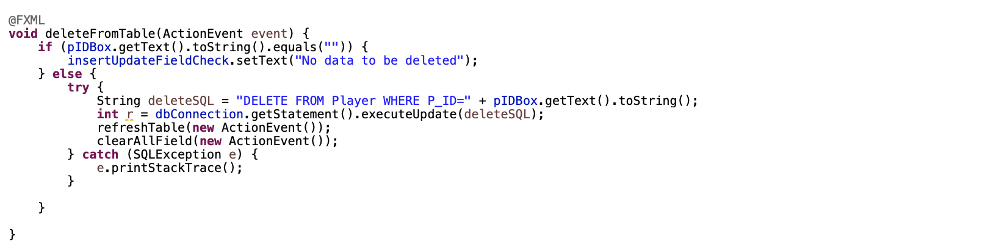 @FXML
void deleteFromTable(ActionEvent event) {
    if (pIDBox.getText().toString().equals("")) {
        insertUpdateFieldCheck.setText("No data to be deleted");
    } else {
        try {
            String deleteSQL = "DELETE FROM Player WHERE P_ID=" + pIDBox.getText().toString();
            int r = dbConnection.getStatement().executeUpdate(deleteSQL);
            refreshTable(new ActionEvent());
            clearAllField(new ActionEvent());
        } catch (SQLException e) {
            e.printStackTrace();
        }

    }

}